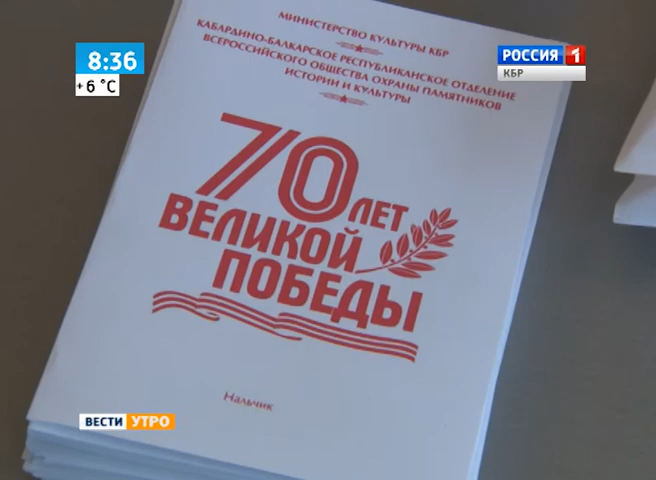 8:36
+6 °C
РОССИЯ 1
КБР
МИНИСТЕРСТВО КУЛЬТУРЫ КБР
КАБАРДИНО-БАЛКАРСКОЕ РЕСПУБЛИКАНСКОЕ ОТДЕЛЕНИЕ
ВСЕРОССИЙСКОГО ОБЩЕСТВА ОХРАНЫ ПАМЯТНИКОВ
ИСТОРИИ И КУЛЬТУРЫ
70 ЛЕТ
ВЕЛИКОЙ
ПОБЕДЫ
Нальчик
ВЕСТИ УТРО